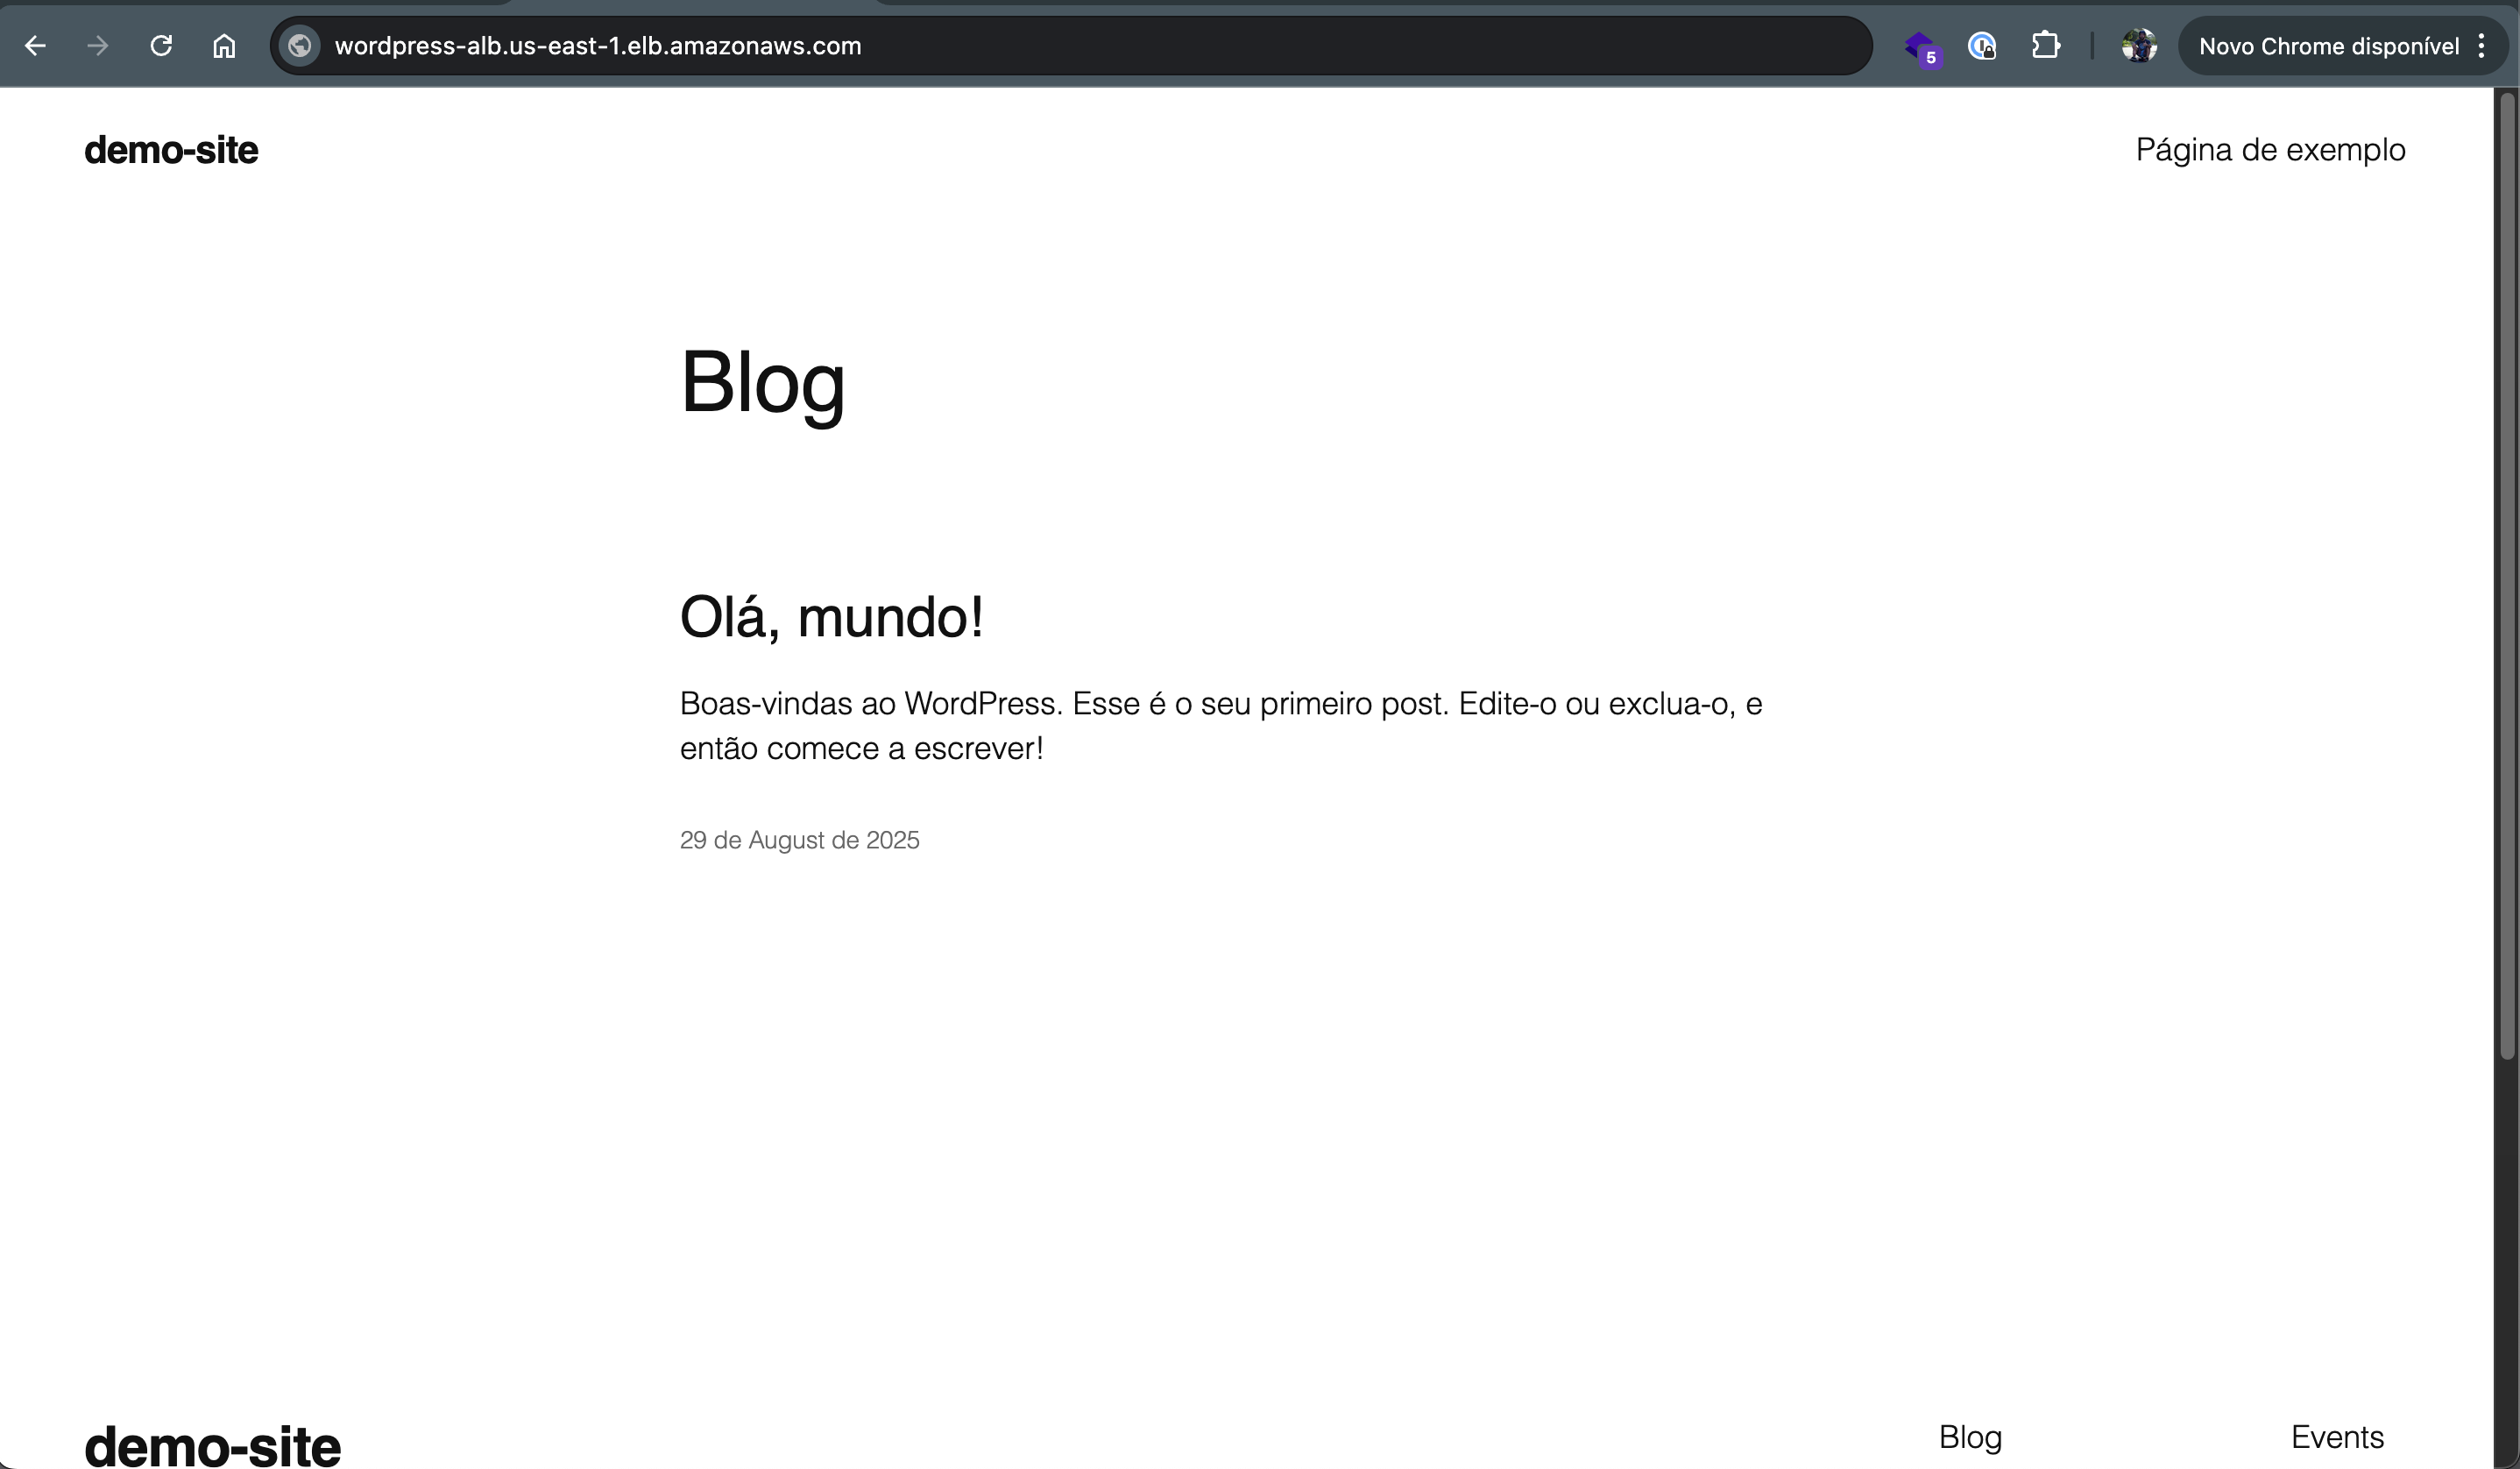 wordpress-alb.us-east-1.elb.amazonaws.com
5
Novo Chrome disponível
demo-site
Página de exemplo
Blog
Olá, mundo!
Boas-vindas ao WordPress. Esse é o seu primeiro post. Edite-o ou exclua-o, e
então comece a escrever!
29 de August de 2025
demo-site
Blog
Events